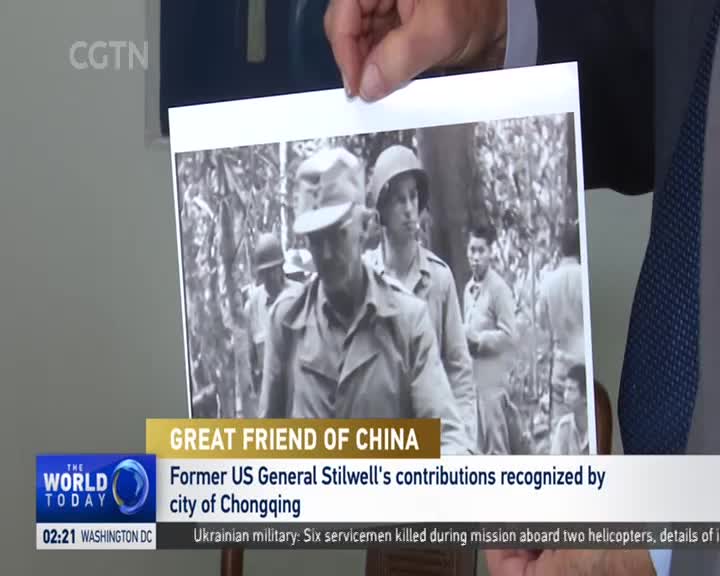 CGTN
GREAT FRIEND OF CHINA
Former US General Stilwell's contributions recognized by
city of Chongqing
THE
WORLD
TODAY
02:21 WASHINGTON DC
Ukrainian military: Six servicemen killed during mission aboard two helicopters, details of